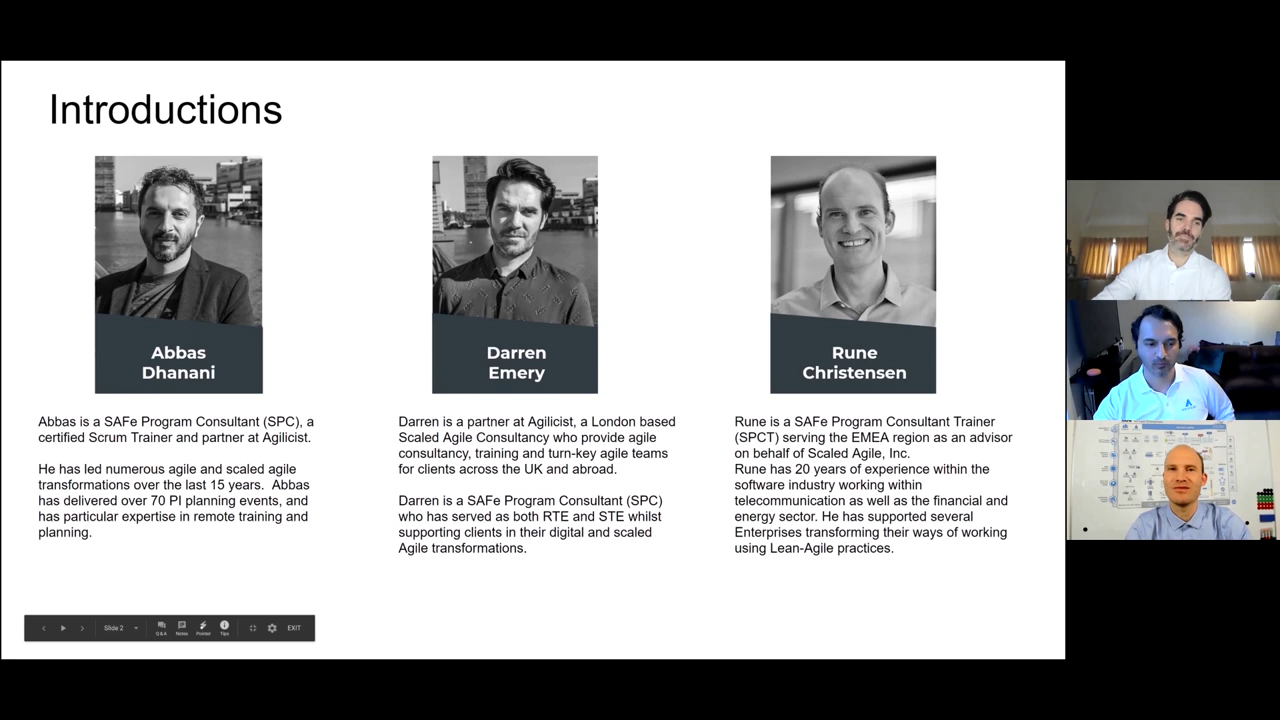 Introductions
Abbas
Dhanani
Abbas is a SAFe Program Consultant (SPC), a
certified Scrum Trainer and partner at Agilicist.
He has led numerous agile and scaled agile
transformations over the last 15 years.  Abbas
has delivered over 70 PI planning events, and
has particular expertise in remote training and
planning.
Darren
Emery
Darren is a partner at Agilicist, a London based
Scaled Agile Consultancy who provide agile
consultancy, training and turn-key agile teams
for clients across the UK and abroad.
Darren is a SAFe Program Consultant (SPC)
who has served as both RTE and STE whilst
supporting clients in their digital and scaled
Agile transformations.
Rune
Christensen
Rune is a SAFe Program Consultant Trainer
(SPCT) serving the EMEA region as an advisor
on behalf of Scaled Agile, Inc.
Rune has 20 years of experience within the
software industry working within
telecommunication as well as the financial and
energy sector. He has supported several
Enterprises transforming their ways of working
using Lean-Agile practices.
Slide 2
Q&A
Notes
Pointer
Tips
EXIT